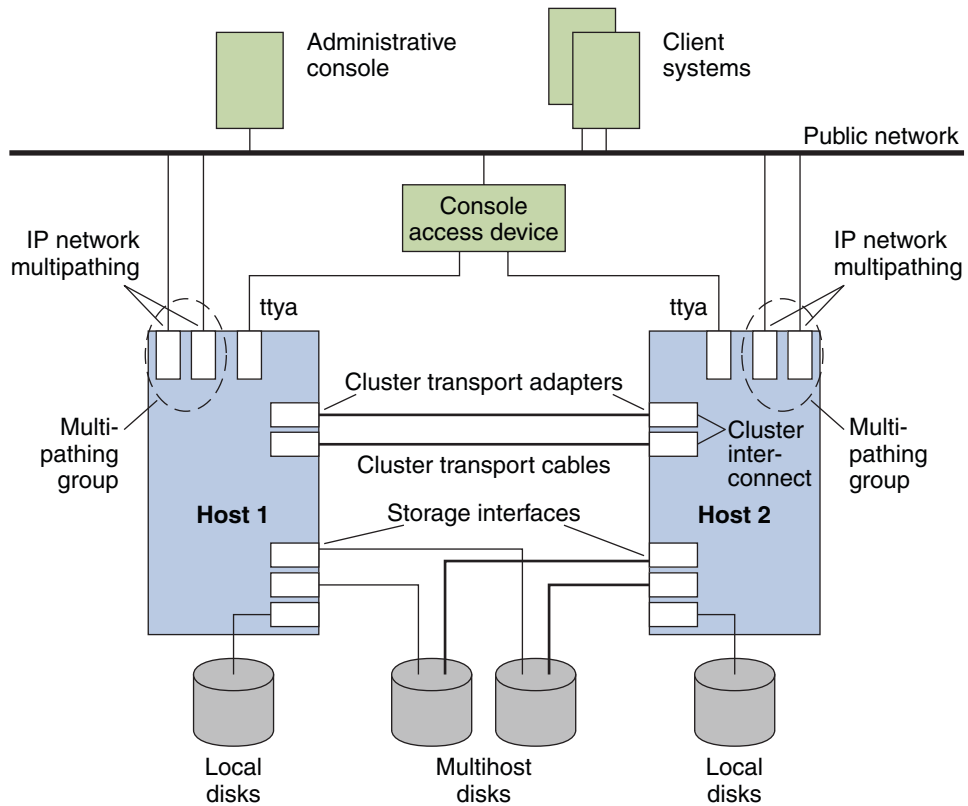 Administrative
console
Client
systems
Public network
Console
access device
IP network
multipathing
IP network
multipathing
ttya
ttya
Cluster transport adapters
Multi-
pathing
group
Cluster
inter-
connect
Multi-
pathing
group
Cluster transport cables
Host 1
Storage interfaces
Host 2
Local
disks
Multihost
disks
Local
disks